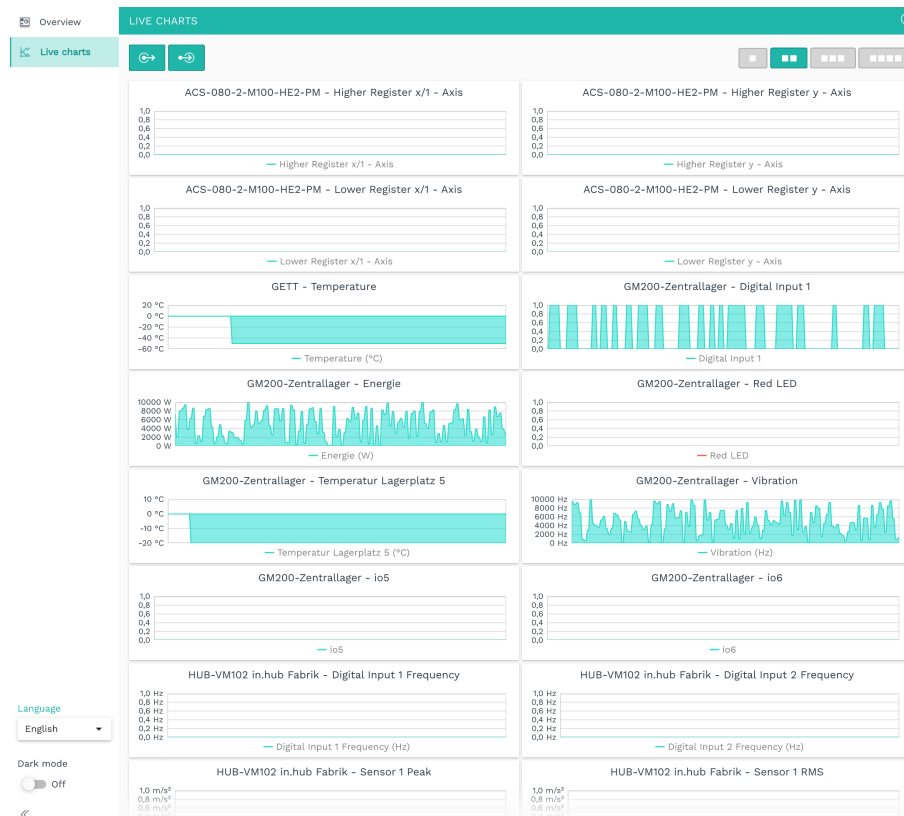 Overview
Live charts
LIVE CHARTS
ACS-080-2-M100-HE2-PM - Higher Register x/1 - Axis
1,0
0,8
0,6
0,4
0,2
0,0
Higher Register x/1 - Axis
ACS-080-2-M100-HE2-PM - Higher Register y - Axis
1,0
0,8
0,6
0,4
0,2
0,0
Higher Register y - Axis
ACS-080-2-M100-HE2-PM - Lower Register x/1 - Axis
1,0
0,8
0,6
0,4
0,2
0,0
Lower Register x/1 - Axis
ACS-080-2-M100-HE2-PM - Lower Register y - Axis
1,0
0,8
0,6
0,4
0,2
0,0
Lower Register y - Axis
GETT - Temperature
20 °C
0 °C
-20 °C
-40 °C
-60 °C
Temperature (°C)
GM200-Zentrallager - Digital Input 1
1,0
0,8
0,6
0,4
0,2
0,0
Digital Input 1
GM200-Zentrallager - Energie
10000 W
8000 W
6000 W
4000 W
2000 W
0 W
Energie (W)
GM200-Zentrallager - Red LED
1,0
0,8
0,6
0,4
0,2
0,0
Red LED
GM200-Zentrallager - Temperatur Lagerplatz 5
10 °C
0 °C
-10 °C
-20 °C
Temperatur Lagerplatz 5 (°C)
GM200-Zentrallager - Vibration
10000 Hz
8000 Hz
6000 Hz
4000 Hz
2000 Hz
0 Hz
Vibration (Hz)
GM200-Zentrallager - io5
1,0
0,8
0,6
0,4
0,2
0,0
io5
GM200-Zentrallager - io6
1,0
0,8
0,6
0,4
0,2
0,0
io6
HUB-VM102 in.hub Fabrik - Digital Input 1 Frequency
1,0 Hz
0,8 Hz
0,6 Hz
0,4 Hz
0,2 Hz
0,0 Hz
Digital Input 1 Frequency (Hz)
HUB-VM102 in.hub Fabrik - Digital Input 2 Frequency
1,0 Hz
0,8 Hz
0,6 Hz
0,4 Hz
0,2 Hz
0,0 Hz
Digital Input 2 Frequency (Hz)
HUB-VM102 in.hub Fabrik - Sensor 1 Peak
1,0 m/s²
0,8 m/s²
0,6 m/s²
HUB-VM102 in.hub Fabrik - Sensor 1 RMS
1,0 m/s²
0,8 m/s²
0,6 m/s²
Language
English
Dark mode
Off